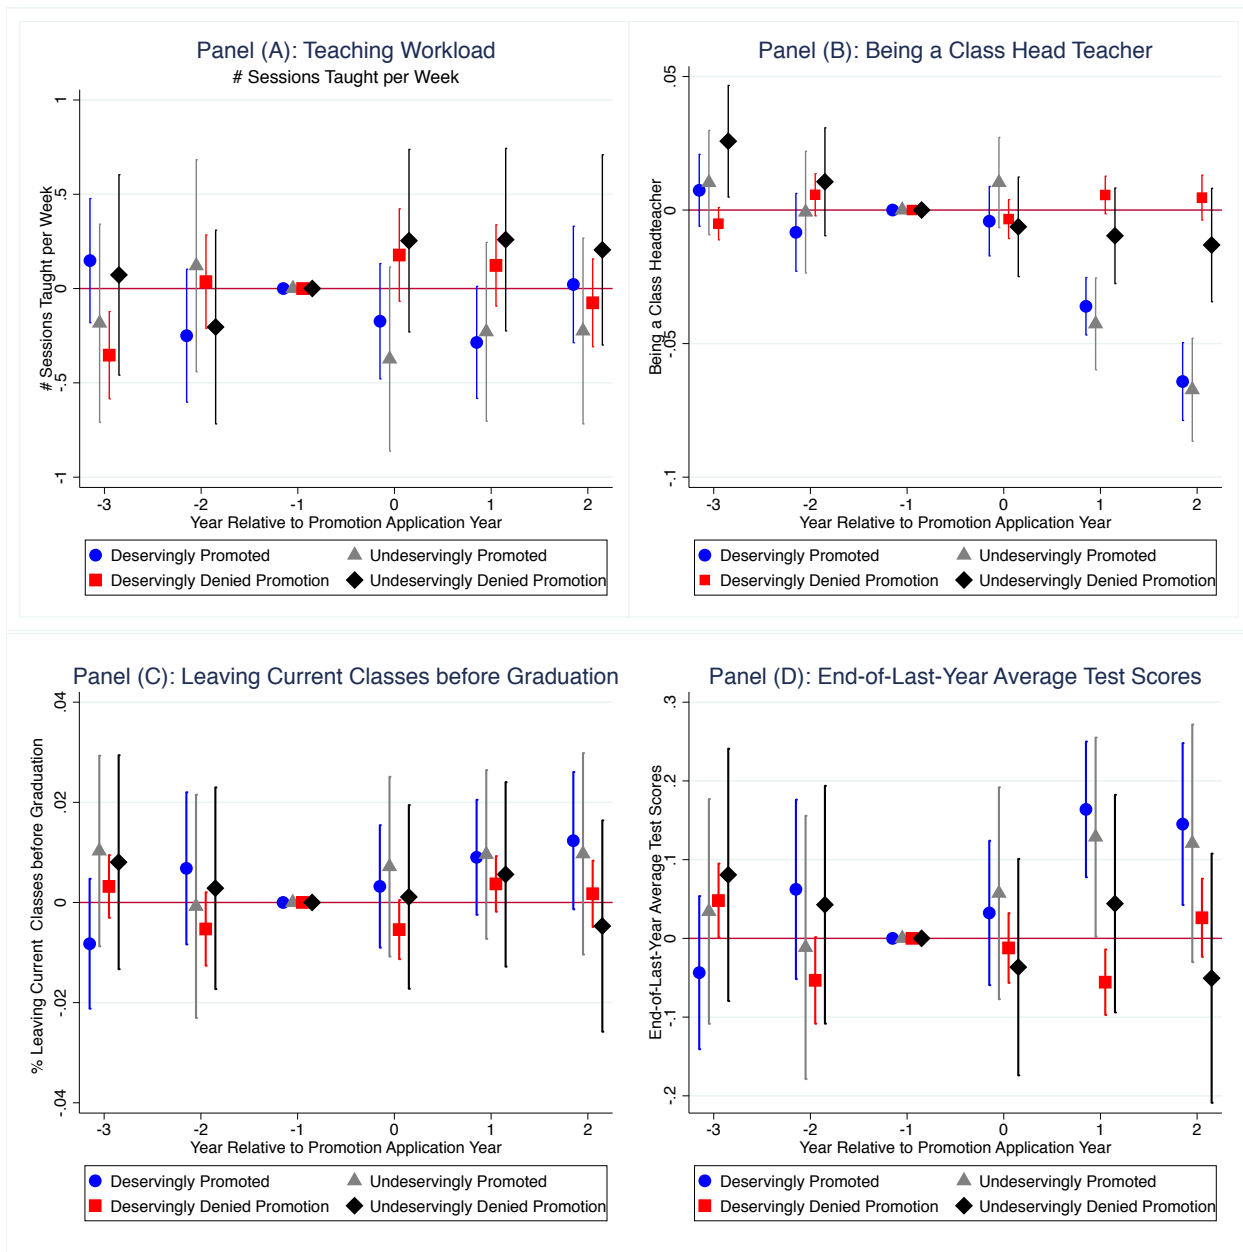 Panel (A): Teaching Workload
# Sessions Taught per Week
# Sessions Taught per Week
1
.5
0
-.5
-1
-3 -2 -1 0 1 2
Year Relative to Promotion Application Year
Deservingly Promoted Undeservingly Promoted
Deservingly Denied Promotion Undeservingly Denied Promotion
Panel (B): Being a Class Head Teacher
Being a Class Headteacher
.05
0
-.05
-.1
-3 -2 -1 0 1 2
Year Relative to Promotion Application Year
Deservingly Promoted Undeservingly Promoted
Deservingly Denied Promotion Undeservingly Denied Promotion
Panel (C): Leaving Current Classes before Graduation
% Leaving Current Classes before Graduation
.04
.02
0
-.02
-.04
-3 -2 -1 0 1 2
Year Relative to Promotion Application Year
Deservingly Promoted Undeservingly Promoted
Deservingly Denied Promotion Undeservingly Denied Promotion
Panel (D): End-of-Last-Year Average Test Scores
End-of-Last-Year Average Test Scores
.3
.2
.1
0
-.1
-.2
-3 -2 -1 0 1 2
Year Relative to Promotion Application Year
Deservingly Promoted Undeservingly Promoted
Deservingly Denied Promotion Undeservingly Denied Promotion